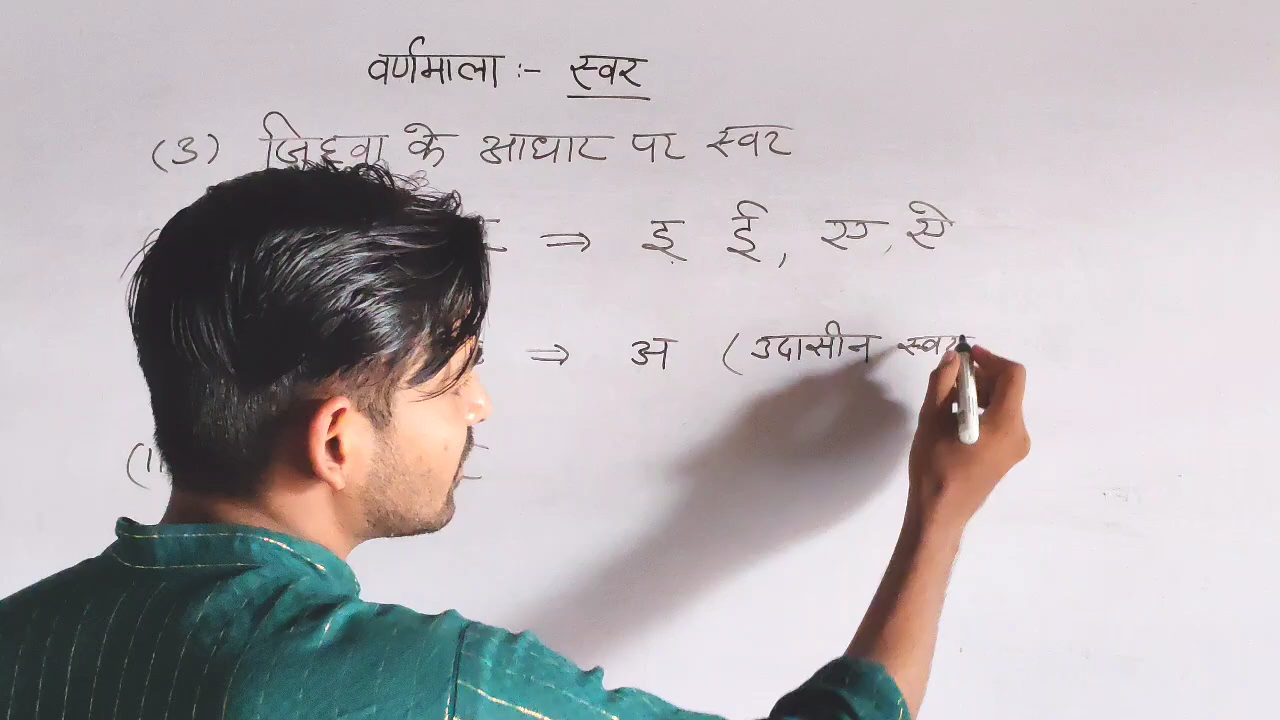 वर्णमाला :- स्वर
(3) जिह्वा के आधार पर स्वर
⇒ इ ई, ए, ऐ
⇒ अ (उदासीन स्वर